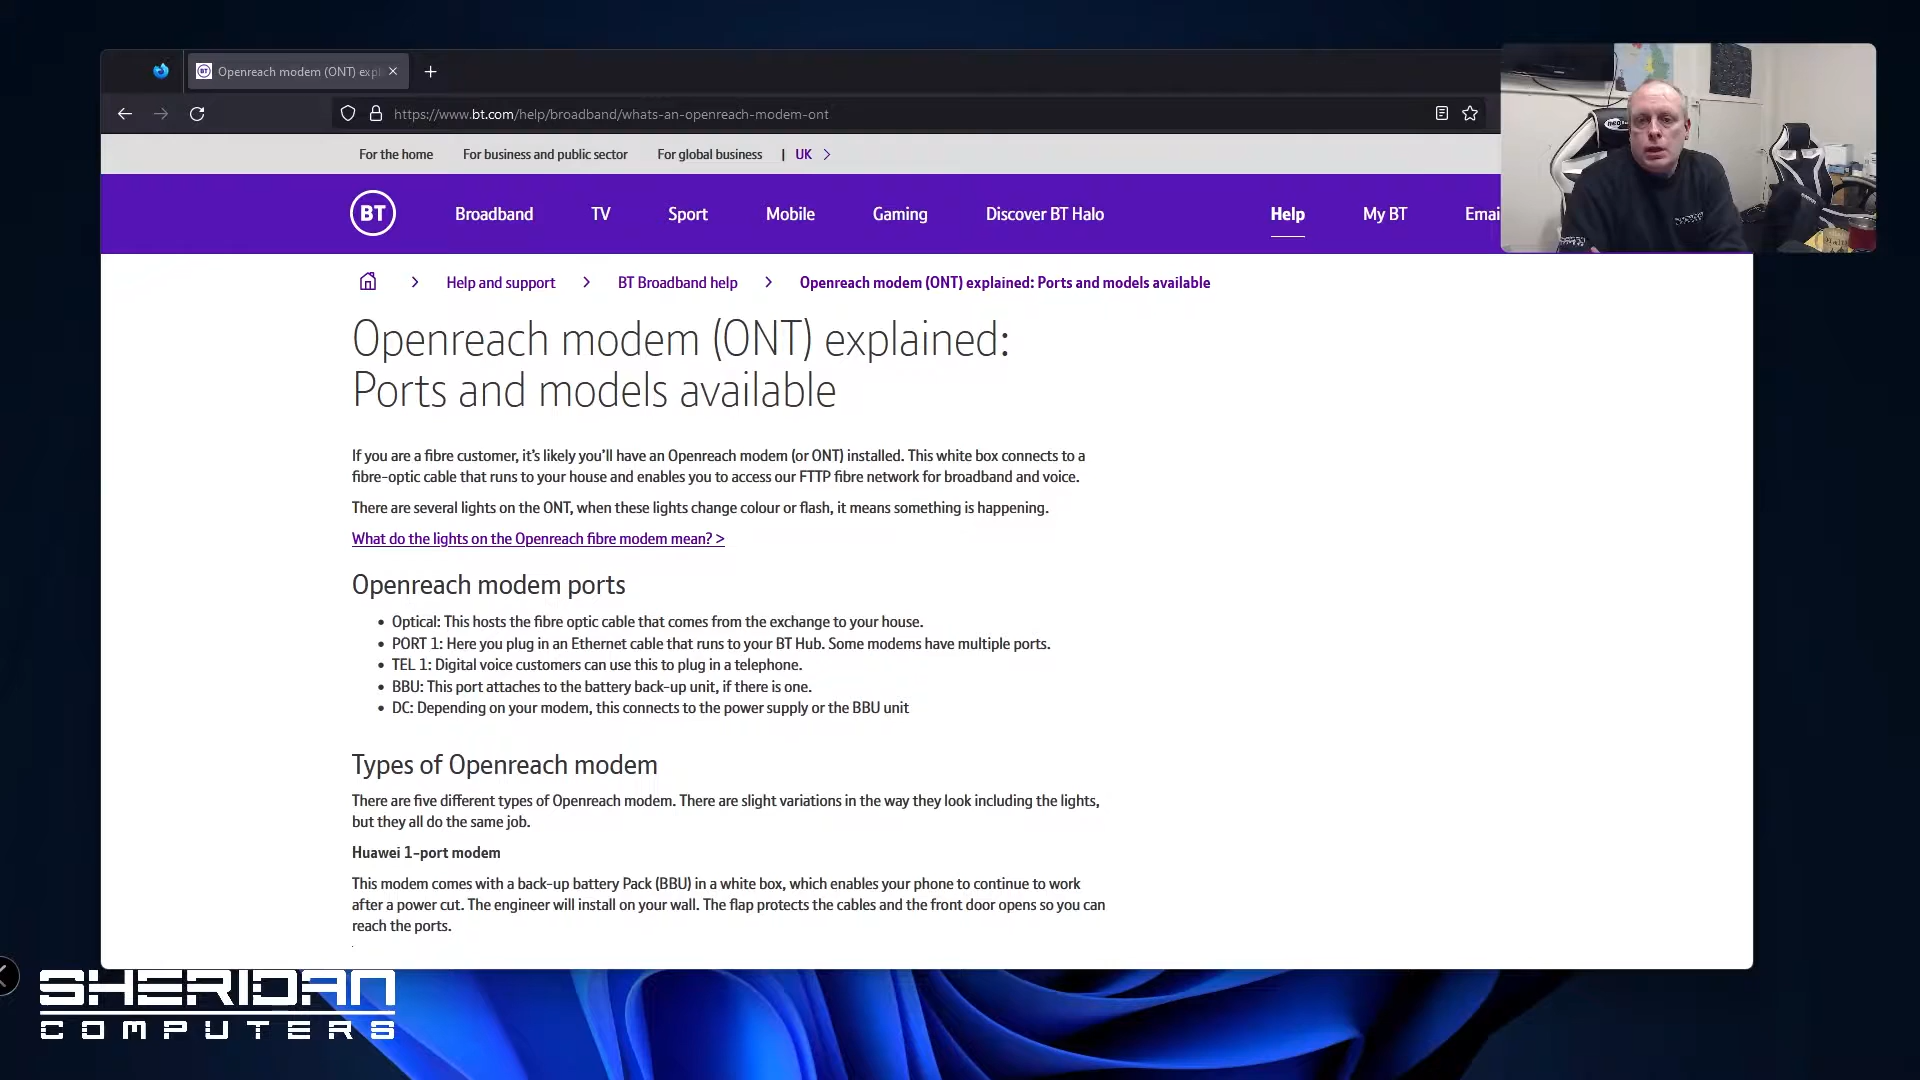 Openreach modem (ONT) expl
https://www.bt.com/help/broadband/whats-an-openreach-modem-ont
For the home
For business and public sector
For global business
|
UK
BT
Broadband
TV
Sport
Mobile
Gaming
Discover BT Halo
Help
My BT
Emai
Help and support
BT Broadband help
Openreach modem (ONT) explained: Ports and models available
Openreach modem (ONT) explained:
Ports and models available
If you are a fibre customer, it's likely you'll have an Openreach modem (or ONT) installed. This white box connects to a
fibre-optic cable that runs to your house and enables you to access our FTTP fibre network for broadband and voice.
There are several lights on the ONT, when these lights change colour or flash, it means something is happening.
What do the lights on the Openreach fibre modem mean? >
Openreach modem ports
• Optical: This hosts the fibre optic cable that comes from the exchange to your house.
• PORT 1: Here you plug in an Ethernet cable that runs to your BT Hub. Some modems have multiple ports.
• TEL 1: Digital voice customers can use this to plug in a telephone.
• BBU: This port attaches to the battery back-up unit, if there is one.
• DC: Depending on your modem, this connects to the power supply or the BBU unit
Types of Openreach modem
There are five different types of Openreach modem. There are slight variations in the way they look including the lights,
but they all do the same job.
Huawei 1-port modem
This modem comes with a back-up battery Pack (BBU) in a white box, which enables your phone to continue to work
after a power cut. The engineer will install on your wall. The flap protects the cables and the front door opens so you can
reach the ports.
SHERIDAN
COMPUTERS